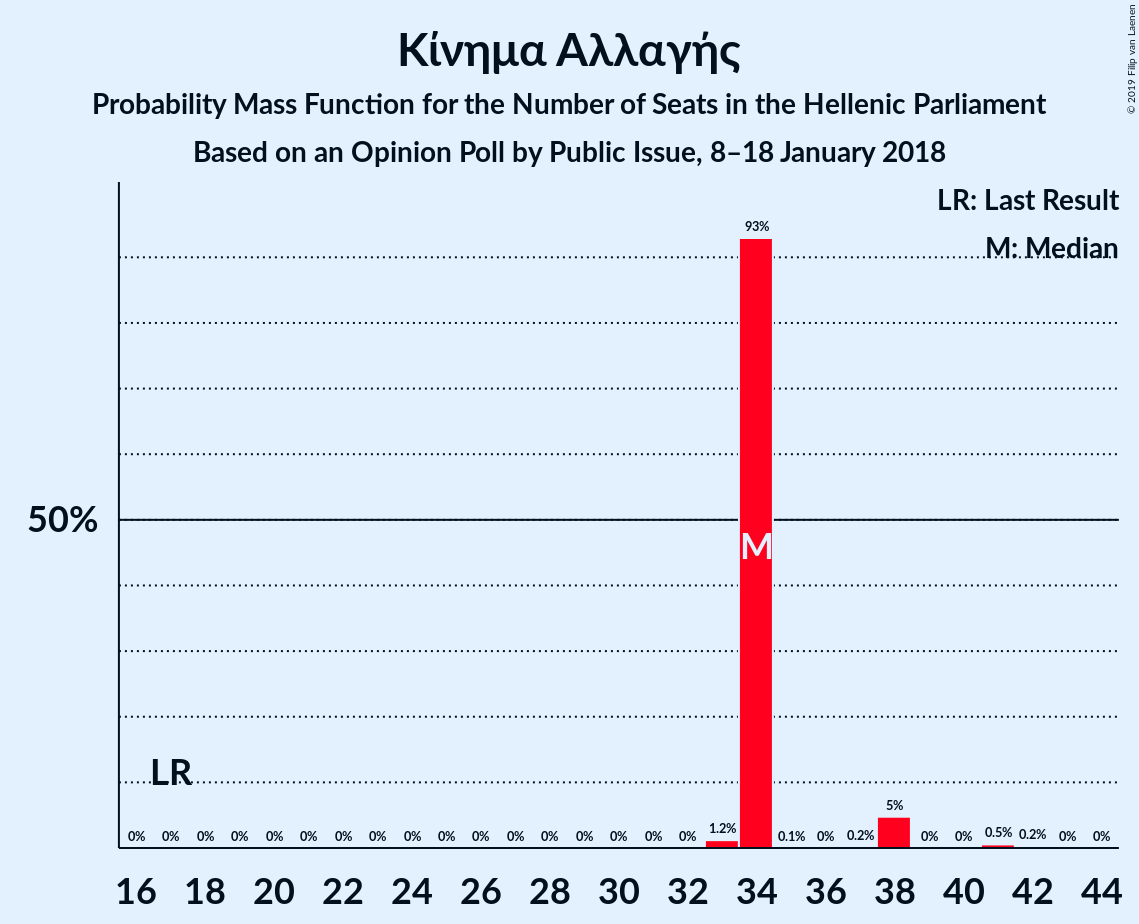 Κίνημα Αλλαγής
Probability Mass Function for the Number of Seats in the Hellenic Parliament
Based on an Opinion Poll by Public Issue, 8–18 January 2018
© 2019 Filip van Laenen
LR: Last Result
M: Median
93%
50%
M
LR
5%
0% 0% 0% 0% 0% 0% 0% 0% 0% 0% 0% 0% 0% 0% 0% 0% 0% 1.2% 0.1% 0% 0.2% 0% 0% 0.5% 0.2% 0% 0%
16 18 20 22 24 26 28 30 32 34 36 38 40 42 44